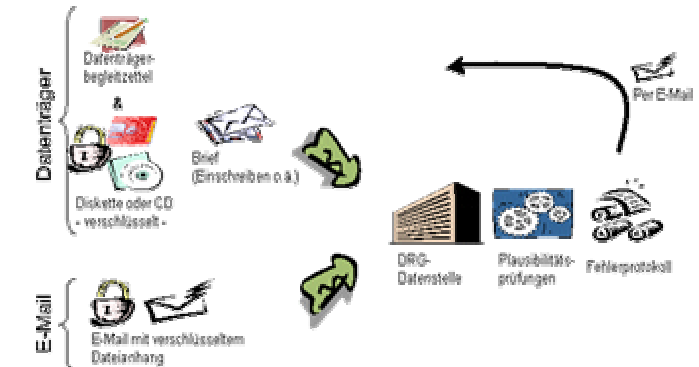 Datenträger
Datenträger-
begleitzettel
&
Diskette oder CD
- verschlüsselt -
Brief
(Einschreiben o.ä.)
Per E-Mail
DRG-
Datenstelle
Plausibilitäts-
prüfungen
Fehlerprotokoll
E-Mail
E-Mail mit verschlüsseltem
Dateianhang